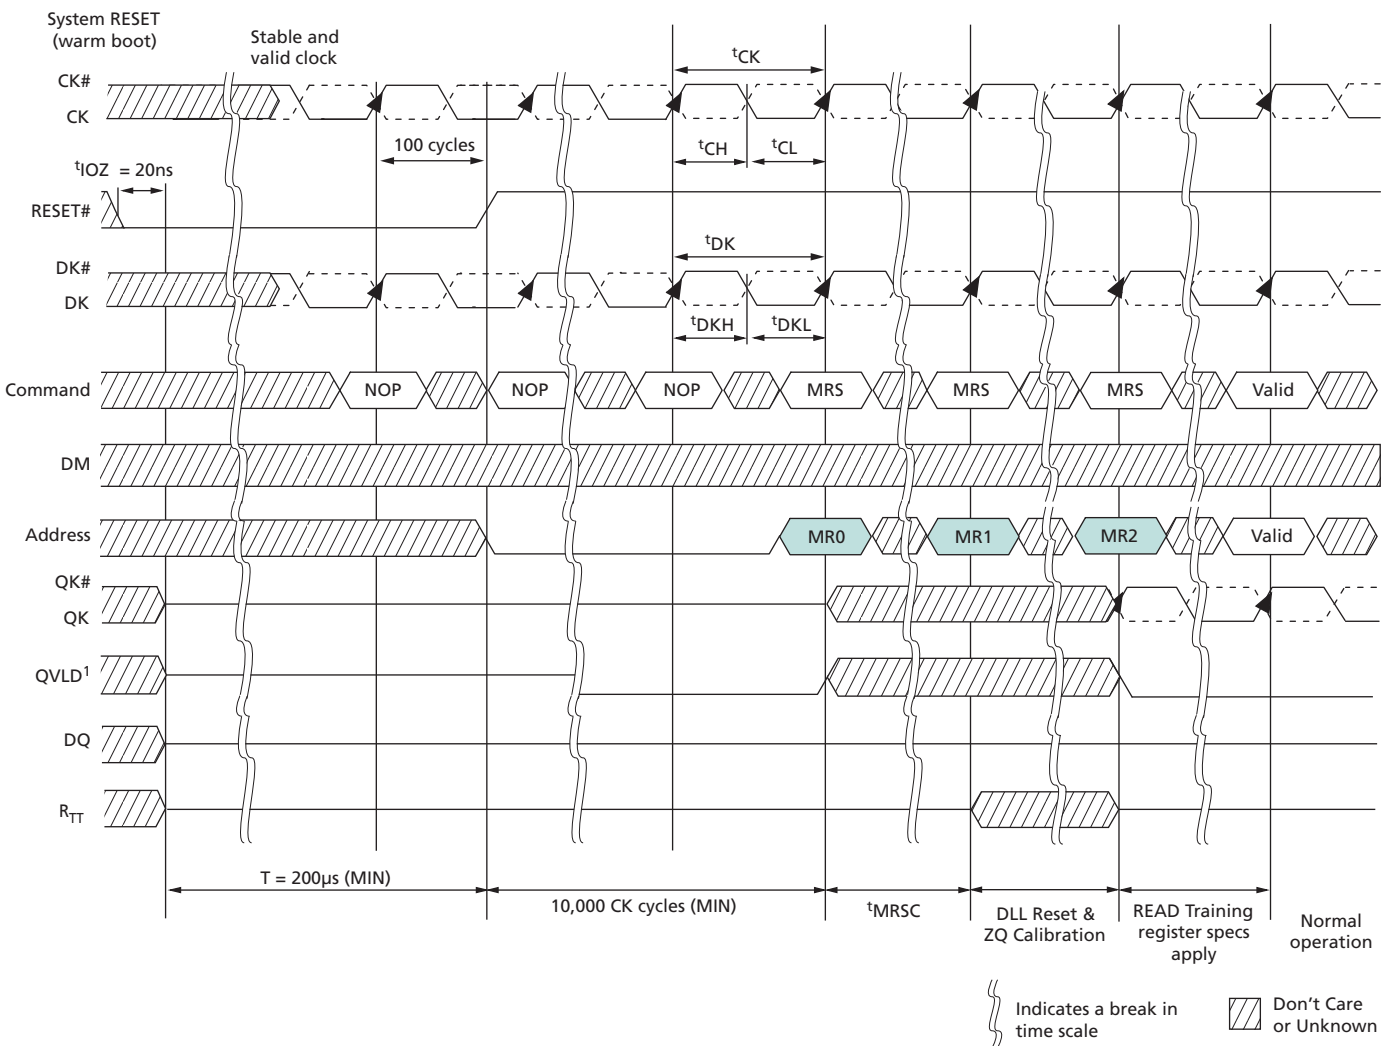 System RESET
(warm boot)
Stable and
valid clock
tCK
CK#
CK
100 cycles
tCH
tCL
tIOZ = 20ns
RESET#
tDK
DK#
DK
tDKH
tDKL
Command
NOP
NOP
NOP
MRS
MRS
MRS
Valid
DM
Address
MR0
MR1
MR2
Valid
QK#
QK
QVLD1
DQ
RTT
T = 200µs (MIN)
10,000 CK cycles (MIN)
tMRSC
DLL Reset &
ZQ Calibration
READ Training
register specs
apply
Normal
operation
Indicates a break in
time scale
Don't Care
or Unknown